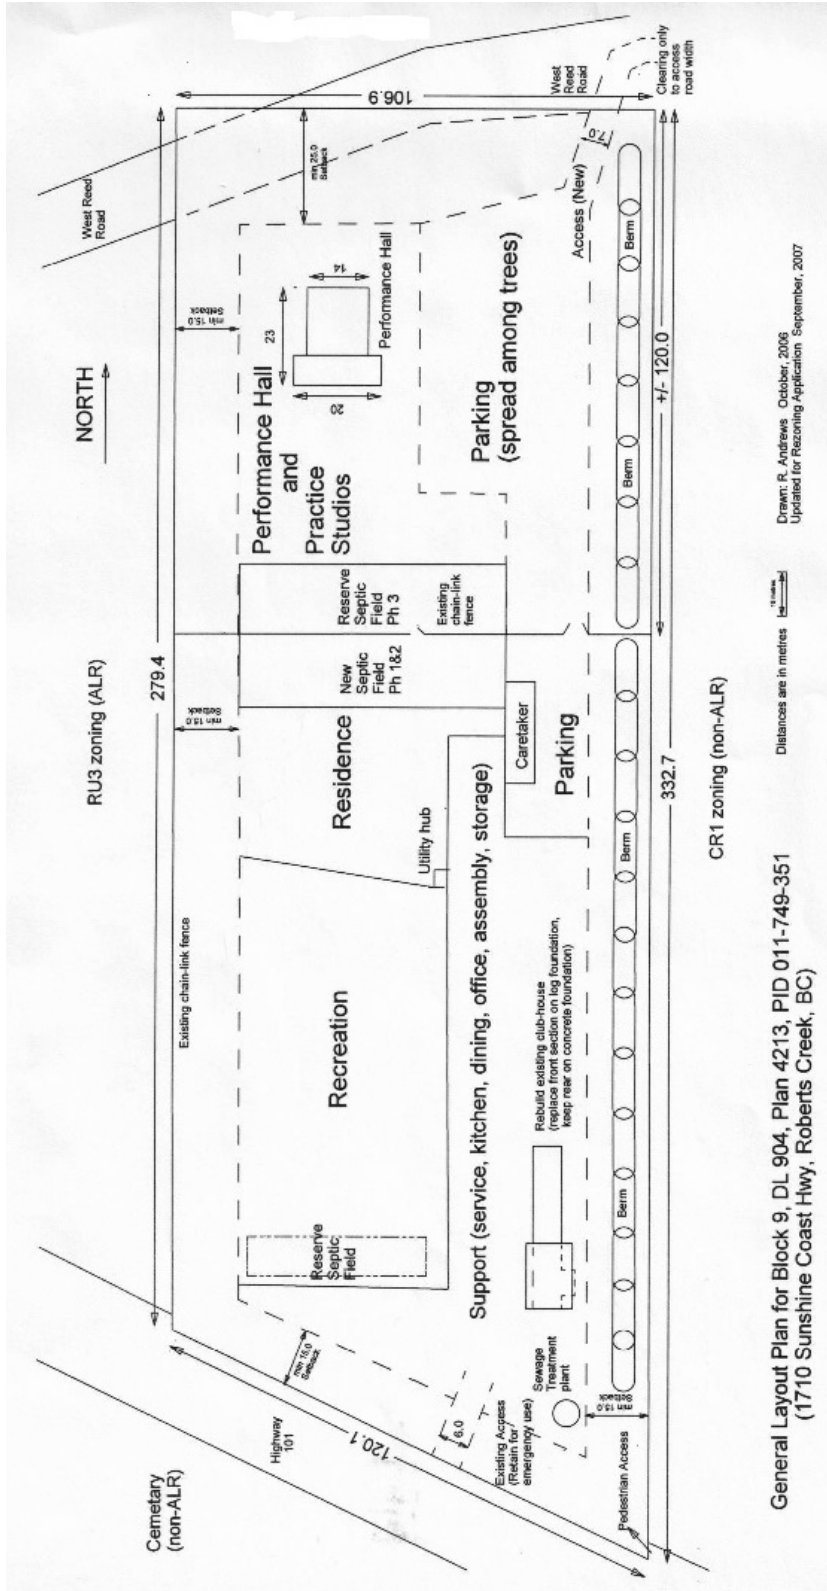 West Reed
Road
106.9
West
Reed
Road
Clearing only
to access
road width
min 25.0
Setback
7.0
Access (New)
min 15.0
Setback
NORTH
14
23
20
Performance Hall
Performance Hall
and
Practice
Studios
Parking
(spread among trees)
Berm
Berm
+/- 120.0
Drawn: R. Andrews October, 2006
Updated for Rezoning Application September, 2007
Reserve
Septic
Field
Ph 3
Existing
chain-link
fence
New
Septic
Field
Ph 1&2
RU3 zoning (ALR)
279.4
min 15.0
Setback
Residence
Caretaker
Parking
Utility hub
Support (service, kitchen, dining, office, assembly, storage)
Berm
332.7
CR1 zoning (non-ALR)
Distances are in metres
Existing chain-link fence
Recreation
Rebuild existing club-house
(replace front section on log foundation,
keep rear on concrete foundation)
Reserve
Septic
Field
Berm
min 15.0
Setback
Highway
101
120.1
Cemetary
(non-ALR)
6.0
Existing Access
(Retain for
emergency use)
Sewage
Treatment
plant
min 15.0
Setback
Pedestrian Access
General Layout Plan for Block 9, DL 904, Plan 4213, PID 011-749-351
(1710 Sunshine Coast Hwy, Roberts Creek, BC)